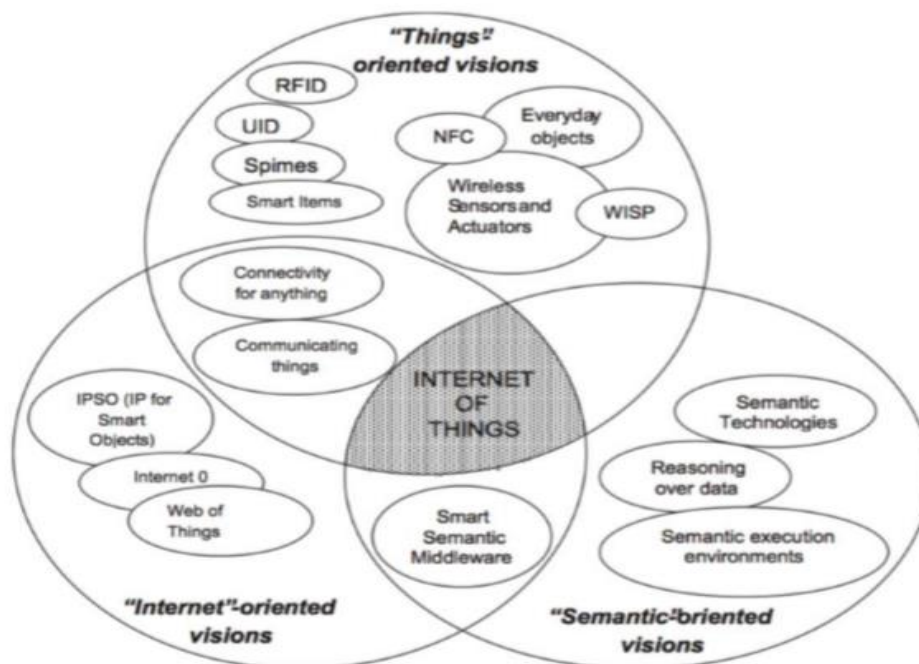 “Things”-
oriented visions
RFID
UID
Spimes
Smart Items
NFC
Everyday
objects
Wireless
Sensors and
Actuators
WISP
Connectivity
for anything
Communicating
things
INTERNET
OF
THINGS
IPSO (IP for
Smart
Objects)
Internet 0
Web of
Things
Semantic
Technologies
Reasoning
over data
Semantic execution
environments
Smart
Semantic
Middleware
“Internet”-oriented
visions
“Semantic”-oriented
visions